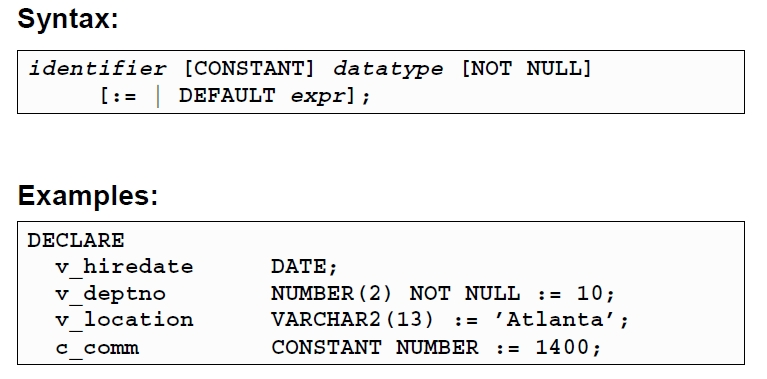 Syntax:
identifier [CONSTANT] datatype [NOT NULL]
[:= | DEFAULT expr];
Examples:
DECLARE
v_hiredate DATE;
v_deptno NUMBER(2) NOT NULL := 10;
v_location VARCHAR2(13) := ’Atlanta’;
c_comm CONSTANT NUMBER := 1400;